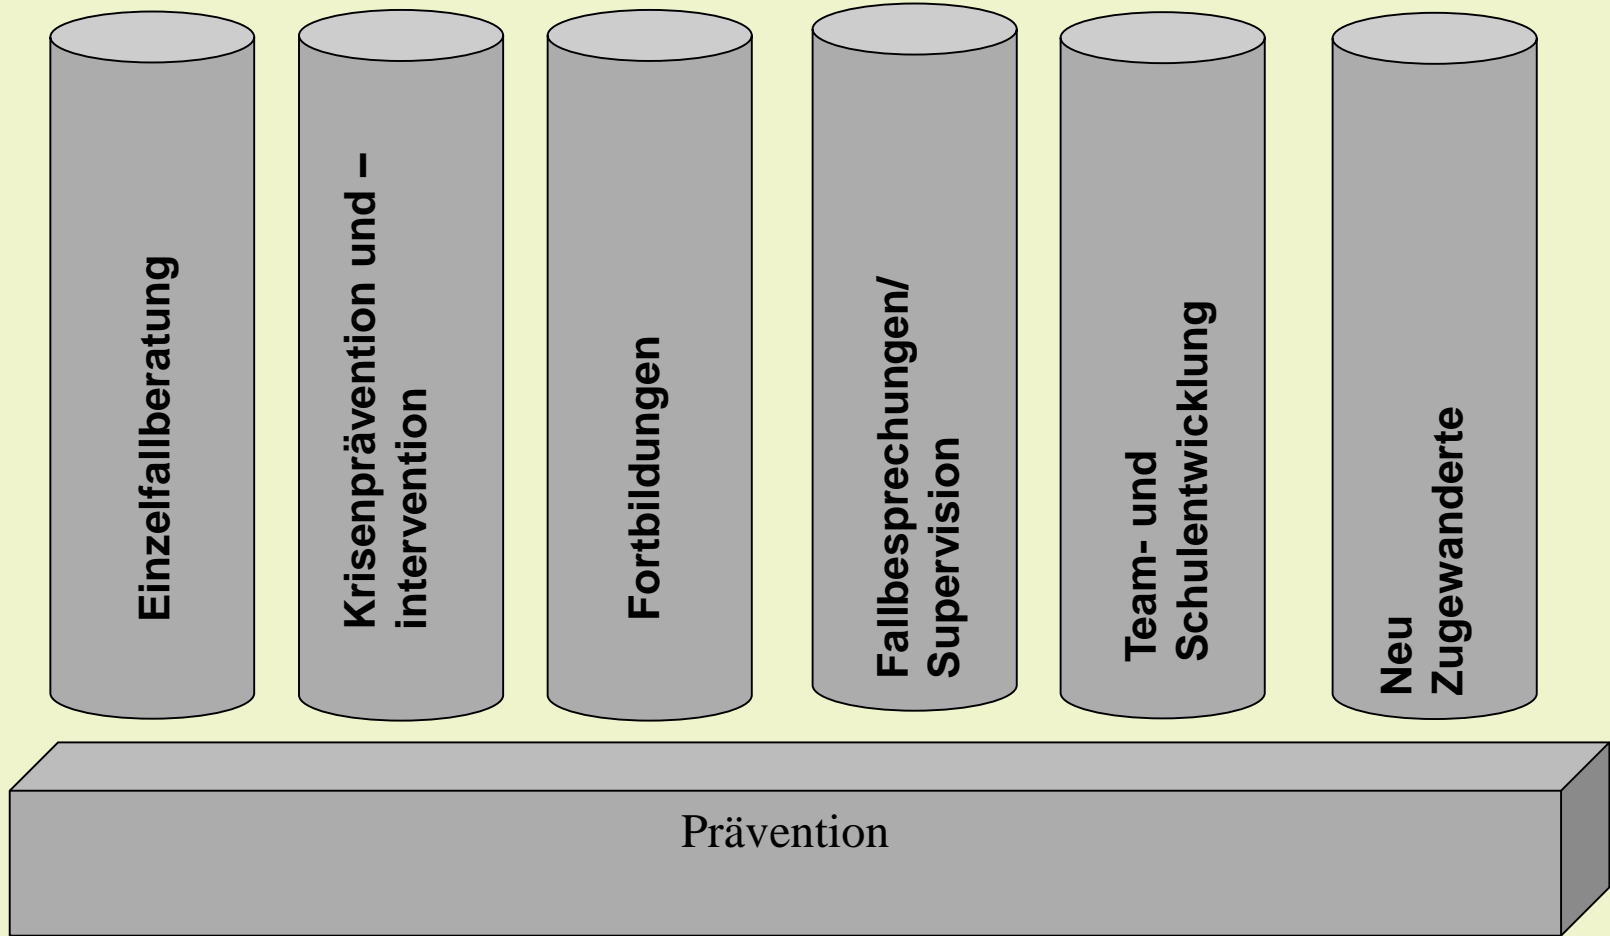 Einzelfallberatung
Krisenprävention und –
intervention
Fortbildungen
Fallbesprechungen/
Supervision
Team- und
Schulentwicklung
Neu
Zugewanderte
Prävention